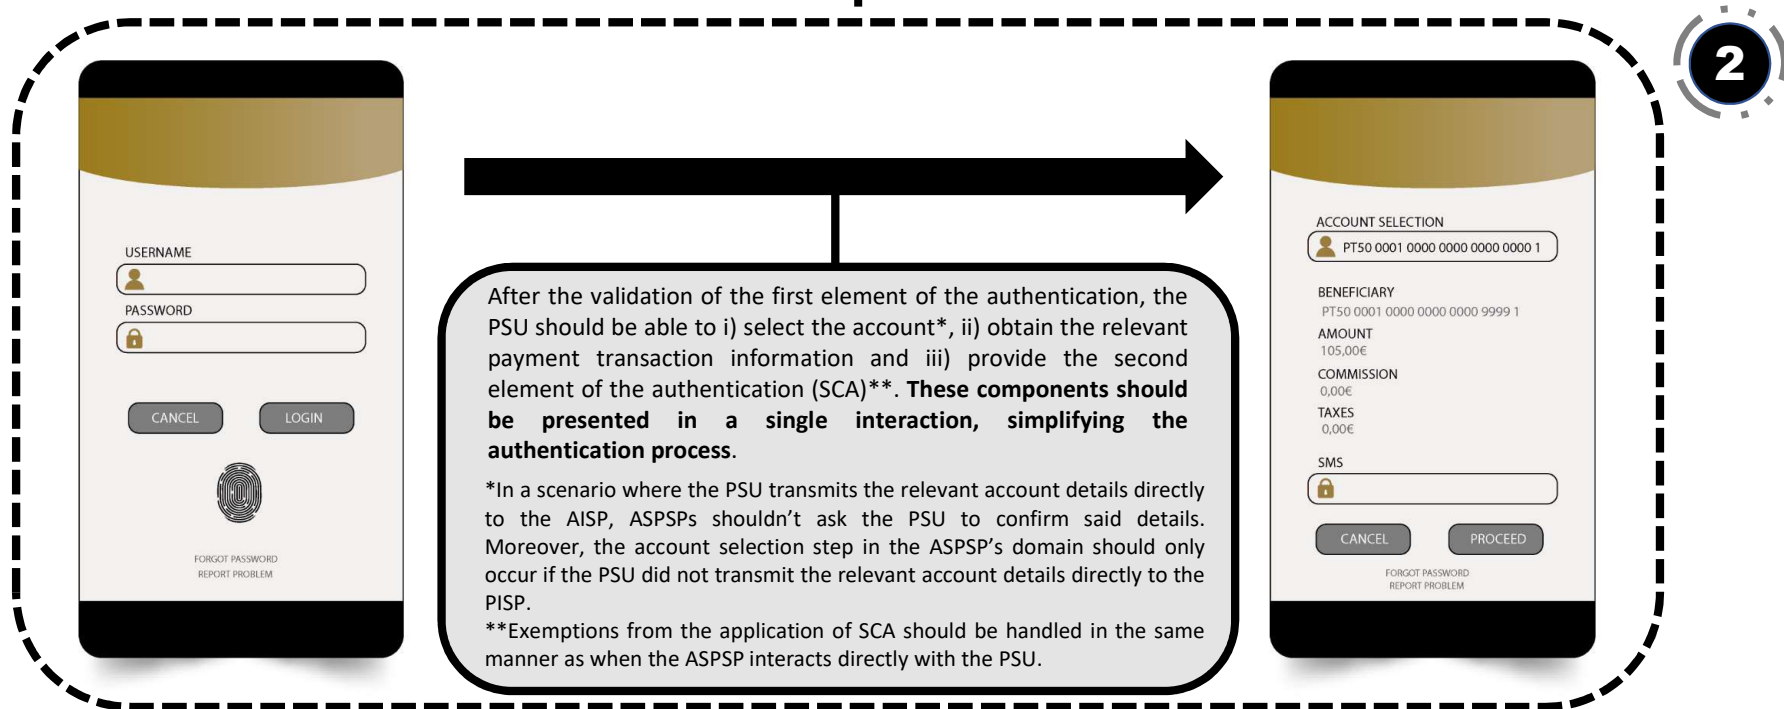 2
USERNAME
PASSWORD
CANCEL
LOGIN
FORGOT PASSWORD
REPORT PROBLEM
After the validation of the first element of the authentication, the
PSU should be able to i) select the account*, ii) obtain the relevant
payment transaction information and iii) provide the second
element of the authentication (SCA)**. These components should
be presented in a single interaction, simplifying the
authentication process.
*In a scenario where the PSU transmits the relevant account details directly
to the AISP, ASPSPs shouldn’t ask the PSU to confirm said details.
Moreover, the account selection step in the ASPSP’s domain should only
occur if the PSU did not transmit the relevant account details directly to the
PISP.
**Exemptions from the application of SCA should be handled in the same
manner as when the ASPSP interacts directly with the PSU.
ACCOUNT SELECTION
PT50 0001 0000 0000 0000 0000 1
BENEFICIARY
PT50 0001 0000 0000 0000 9999 1
AMOUNT
105,00€
COMMISSION
0,00€
TAXES
0,00€
SMS
CANCEL
PROCEED
FORGOT PASSWORD
REPORT PROBLEM